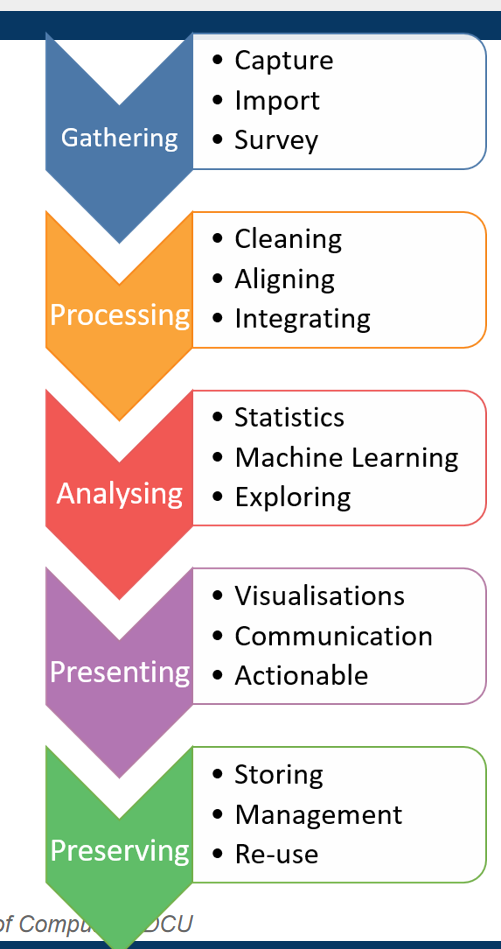 Gathering
• Capture
• Import
• Survey
Processing
• Cleaning
• Aligning
• Integrating
Analysing
• Statistics
• Machine Learning
• Exploring
Presenting
• Visualisations
• Communication
• Actionable
Preserving
• Storing
• Management
• Re-use
of DCU